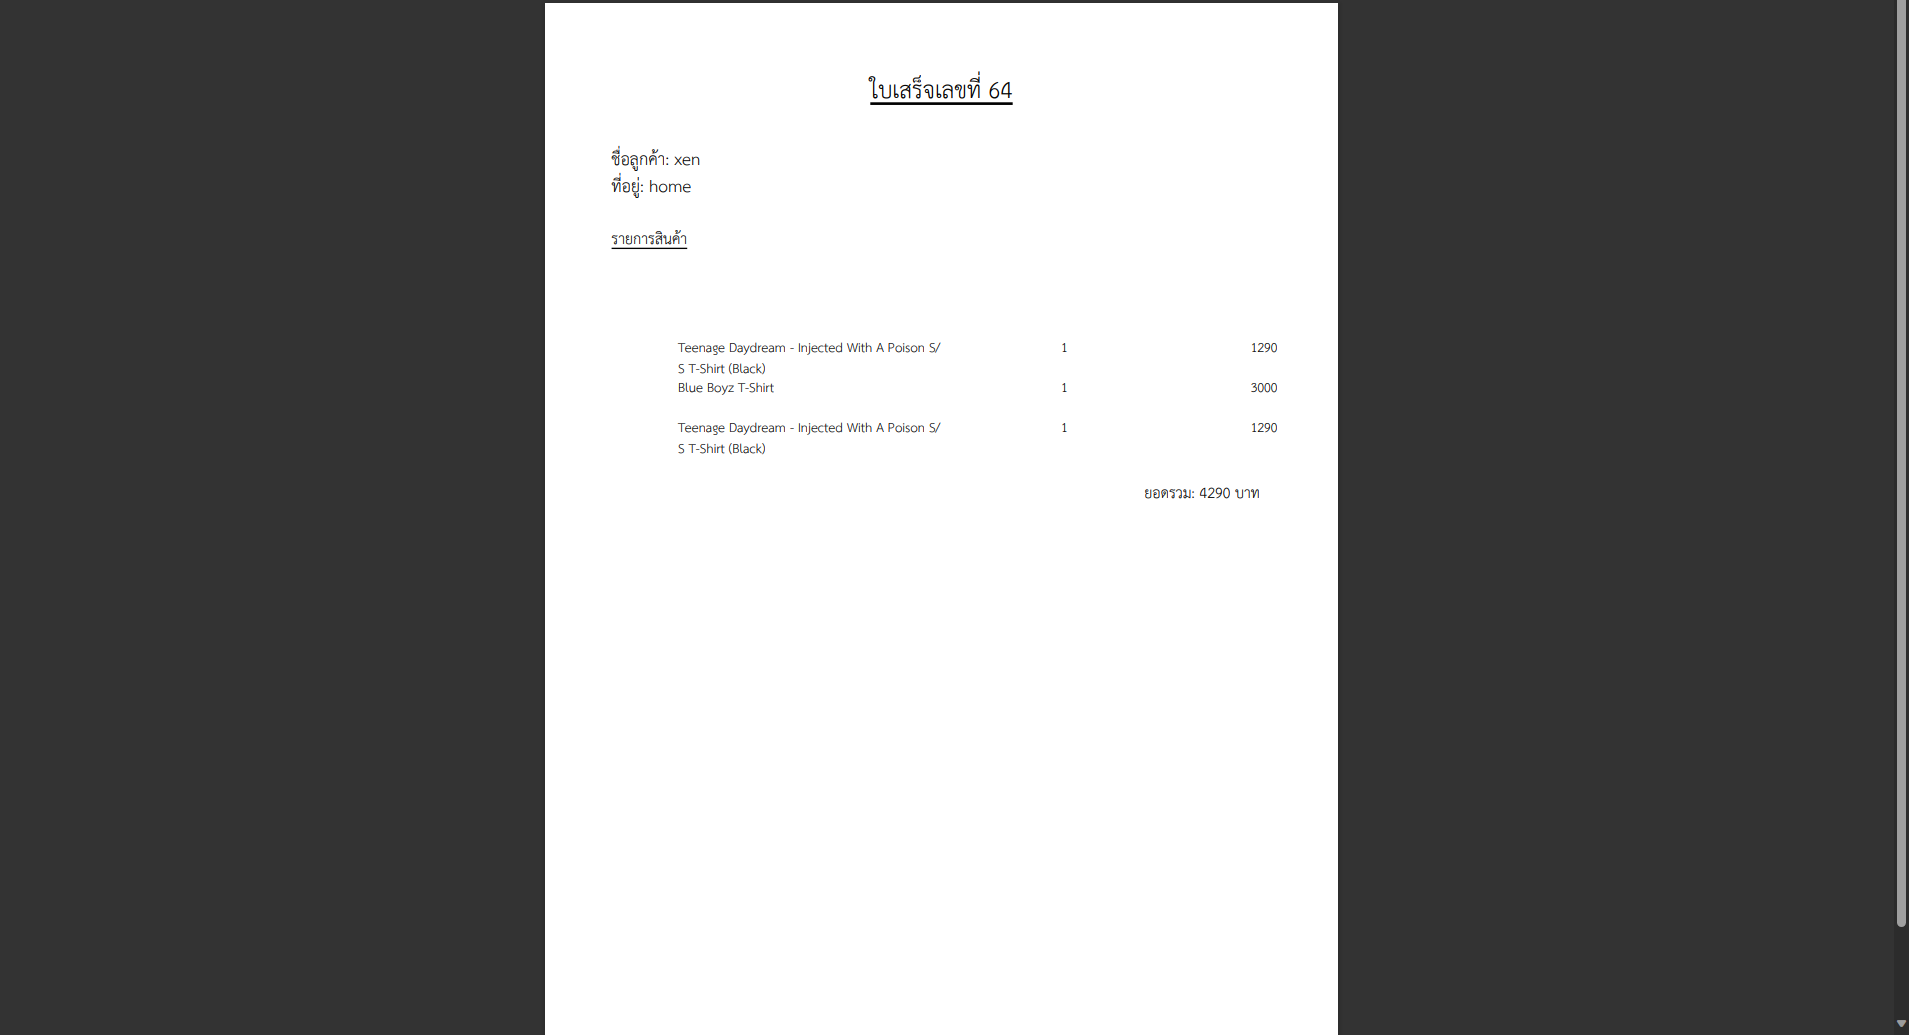 ใบเสร็จเลขที่ 64
ชื่อลูกค้า: xen
ที่อยู่: home
รายการสินค้า
Teenage Daydream - Injected With A Poison S/ 1 1290
S T-Shirt (Black)
Blue Boyz T-Shirt 1 3000
Teenage Daydream - Injected With A Poison S/ 1 1290
S T-Shirt (Black)
ยอดรวม: 4290 บาท